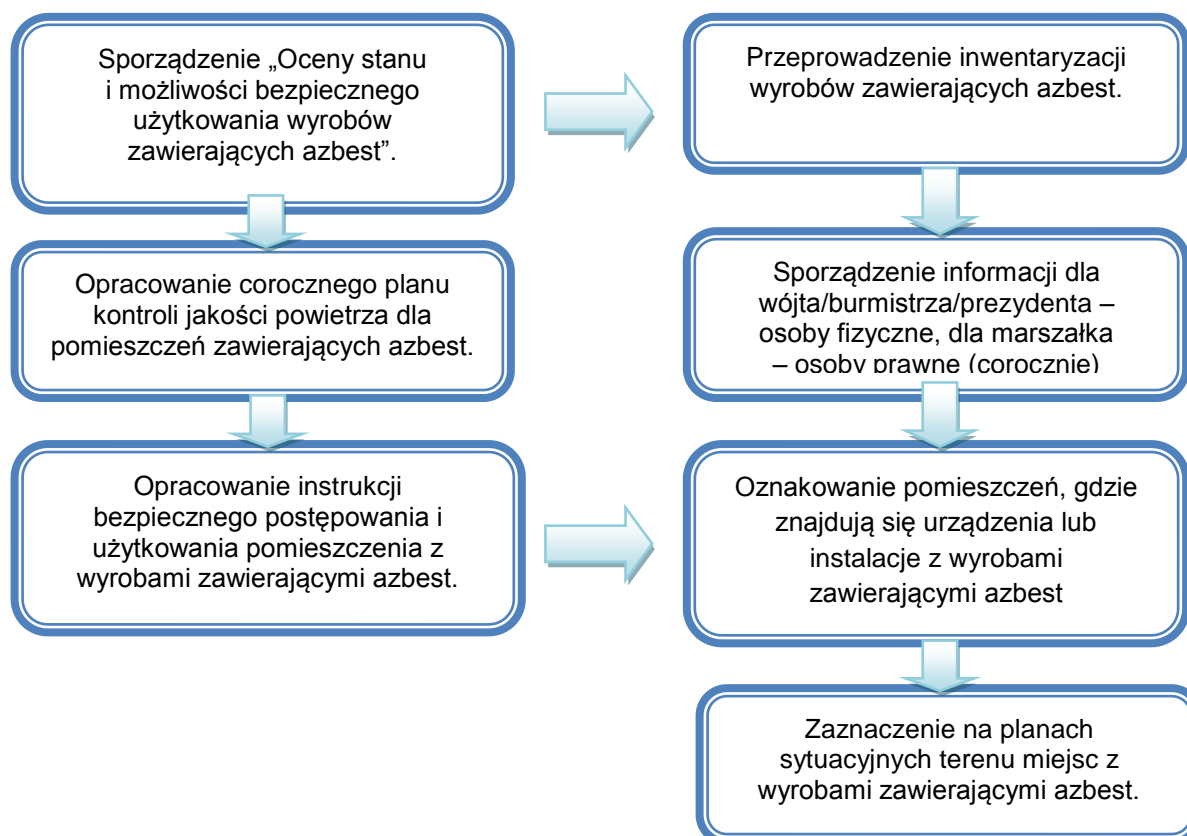 Sporządzenie „Oceny stanu
i możliwości bezpiecznego
użytkowania wyrobów
zawierających azbest”.
Przeprowadzenie inwentaryzacji
wyrobów zawierających azbest.
Opracowanie corocznego planu
kontroli jakości powietrza dla
pomieszczeń zawierających azbest.
Sporządzenie informacji dla
wójta/burmistrza/prezydenta –
osoby fizyczne, dla marszałka
– osoby prawne (corocznie)
Opracowanie instrukcji
bezpiecznego postępowania i
użytkowania pomieszczenia z
wyrobami zawierającymi azbest.
Oznakowanie pomieszczeń, gdzie
znajdują się urządzenia lub
instalacje z wyrobami
zawierającymi azbest
Zaznaczenie na planach
sytuacyjnych terenu miejsc z
wyrobami zawierającymi azbest.